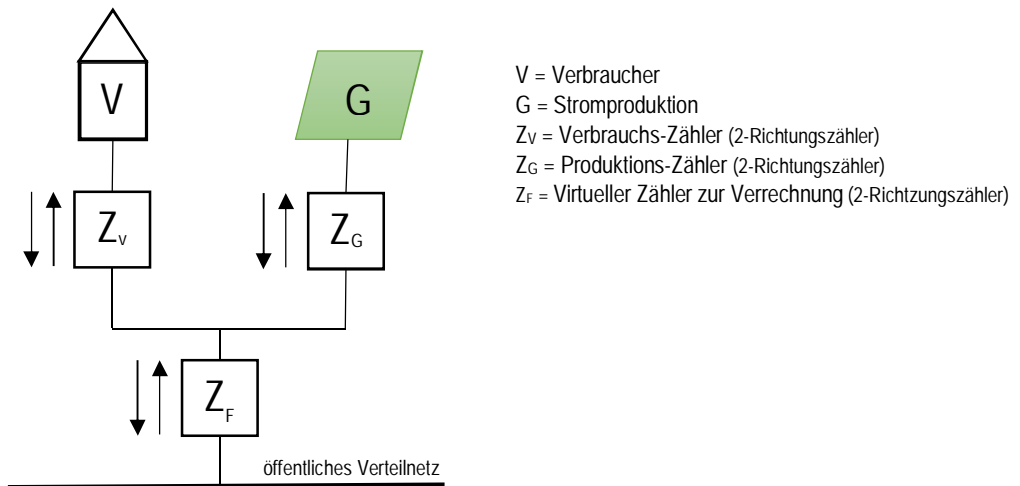 V
G
V = Verbraucher
G = Stromproduktion
ZV = Verbrauchs-Zähler (2-Richtungszähler)
ZG = Produktions-Zähler (2-Richtungszähler)
ZF = Virtueller Zähler zur Verrechnung (2-Richtzungszähler)
Zv
ZG
ZF
öffentliches Verteilnetz